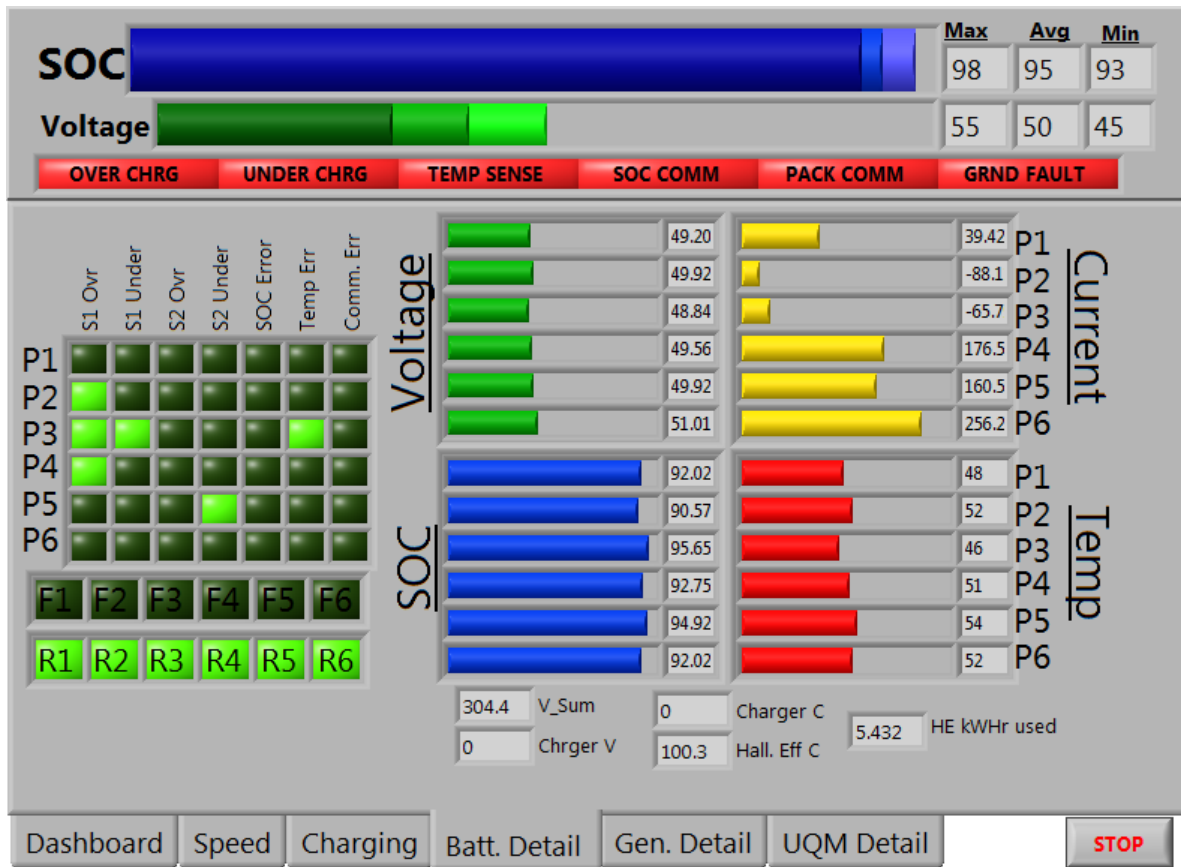 Max Avg Min
SOC 98 95 93
Voltage 55 50 45
OVER CHRG UNDER CHRG TEMP SENSE SOC COMM PACK COMM GRND FAULT
S1 Ovr
S1 Under
S2 Ovr
S2 Under
SOC Error
Temp Err
Comm. Err
P1
P2
P3
P4
P5
P6
F1 F2 F3 F4 F5 F6
R1 R2 R3 R4 R5 R6
Voltage
49.20
49.92
48.84
49.56
49.92
51.01
Current
39.42 P1
-88.1 P2
-65.7 P3
176.5 P4
160.5 P5
256.2 P6
SOC
92.02
90.57
95.65
92.75
94.92
92.02
Temp
48 P1
52 P2
46 P3
51 P4
54 P5
52 P6
304.4 V_Sum
0 Chrger V
0 Charger C
100.3 Hall. Eff C
5.432 HE kWHr used
Dashboard Speed Charging Batt. Detail Gen. Detail UQM Detail STOP